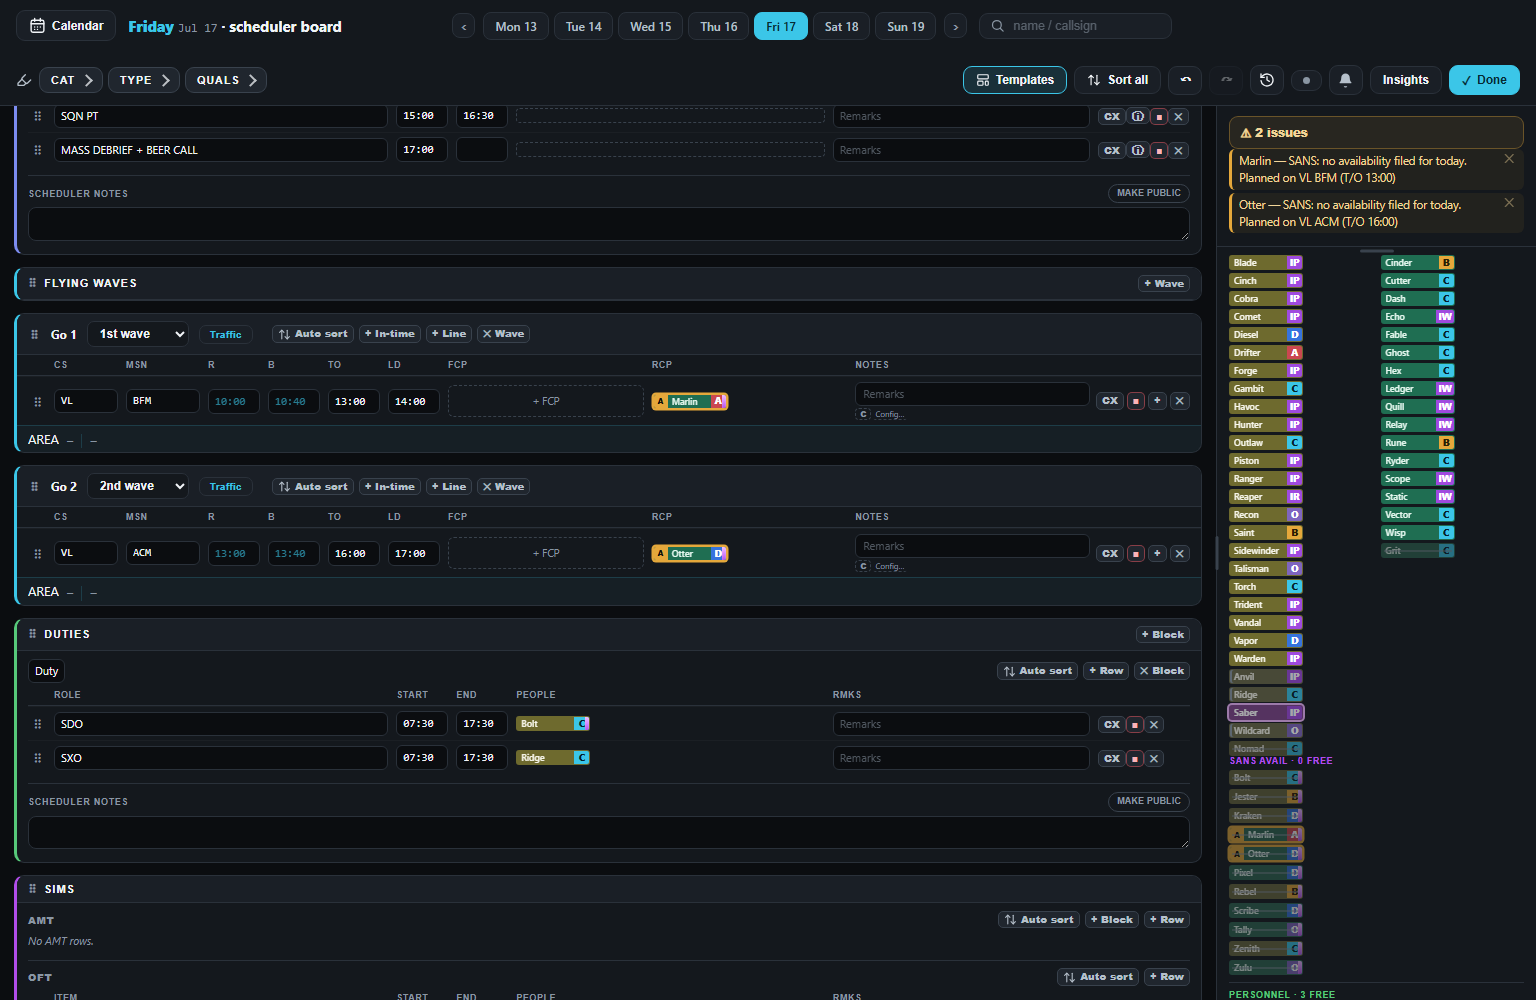 Calendar
Friday Jul 17 · scheduler board
‹ Mon 13 Tue 14 Wed 15 Thu 16 Fri 17 Sat 18 Sun 19 ›
name / callsign
CAT TYPE QUALS
Templates Sort all Insights ✓ Done
SQN PT 15:00 16:30 Remarks CX
MASS DEBRIEF + BEER CALL 17:00 Remarks CX
SCHEDULER NOTES MAKE PUBLIC
FLYING WAVES + Wave
Go 1 1st wave Traffic Auto sort + In-time + Line × Wave
CS MSN R B TO LD FCP RCP NOTES
VL BFM 10:00 10:40 13:00 14:00 + FCP A Marlin A Remarks CX
C Config...
AREA – –
Go 2 2nd wave Traffic Auto sort + In-time + Line × Wave
CS MSN R B TO LD FCP RCP NOTES
VL ACM 13:00 13:40 16:00 17:00 + FCP A Otter D Remarks CX
C Config...
AREA – –
DUTIES + Block
Duty Auto sort + Row × Block
ROLE START END PEOPLE RMKS
SDO 07:30 17:30 Bolt C Remarks CX
SXO 07:30 17:30 Ridge C Remarks CX
SCHEDULER NOTES MAKE PUBLIC
SIMS
AMT Auto sort + Block + Row
No AMT rows.
OFT Auto sort + Row
ITEM START END PEOPLE RMKS
⚠ 2 issues
Marlin — SANS: no availability filed for today.
Planned on VL BFM (T/O 13:00)
Otter — SANS: no availability filed for today.
Planned on VL ACM (T/O 16:00)
Blade IP
Cinch IP
Cobra IP
Comet IP
Diesel D
Drifter A
Forge IP
Gambit C
Havoc IP
Hunter IP
Outlaw C
Piston IP
Ranger IP
Reaper IR
Recon O
Saint B
Sidewinder IP
Talisman O
Torch C
Trident IP
Vandal IP
Vapor D
Warden IP
Anvil IP
Ridge C
Saber IP
Wildcard O
Nomad C
Cinder B
Cutter C
Dash C
Echo IW
Fable C
Ghost C
Hex C
Ledger IW
Quill IW
Relay IW
Rune B
Ryder C
Scope IW
Static IW
Vector C
Wisp C
Grit C
SANS AVAIL · 0 FREE
Bolt C
Jester B
Kraken D
A Marlin A
A Otter D
Pixel D
Rebel B
Scribe D
Tally O
Zenith C
Zulu O
PERSONNEL · 3 FREE